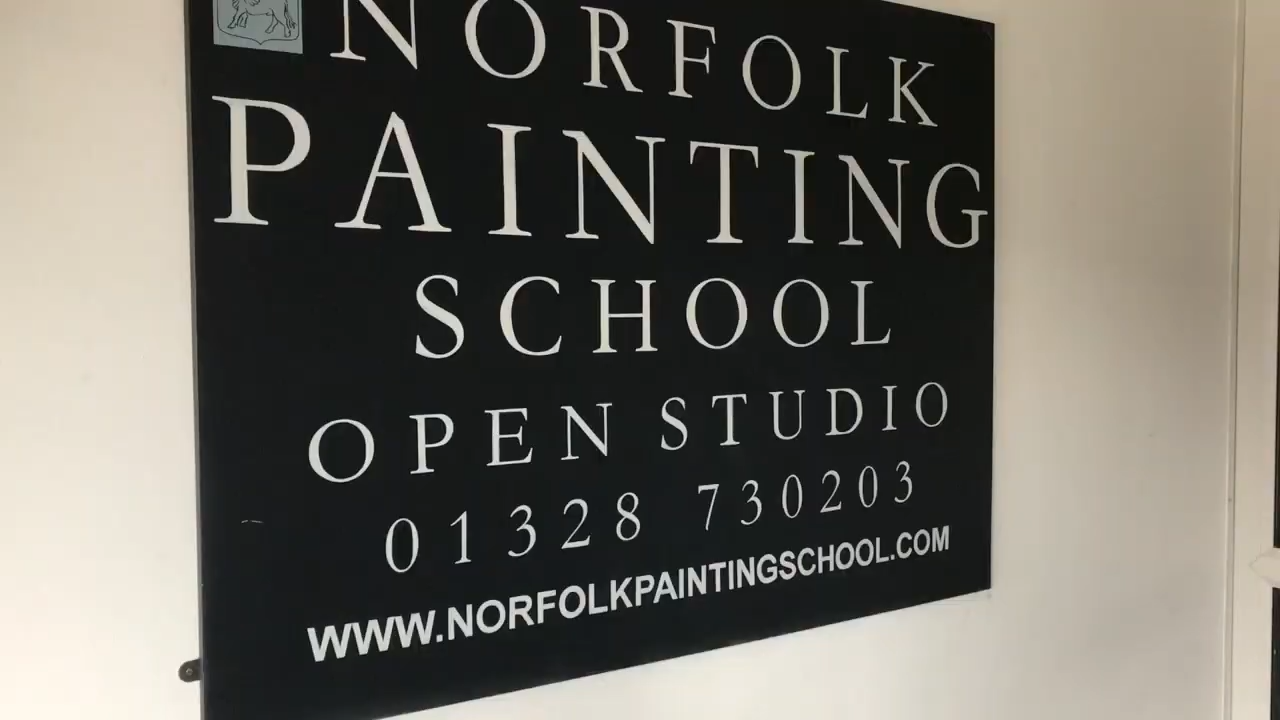 NORFOLK
PAINTING
SCHOOL
OPEN STUDIO
01328 730203
WWW.NORFOLKPAINTINGSCHOOL.COM